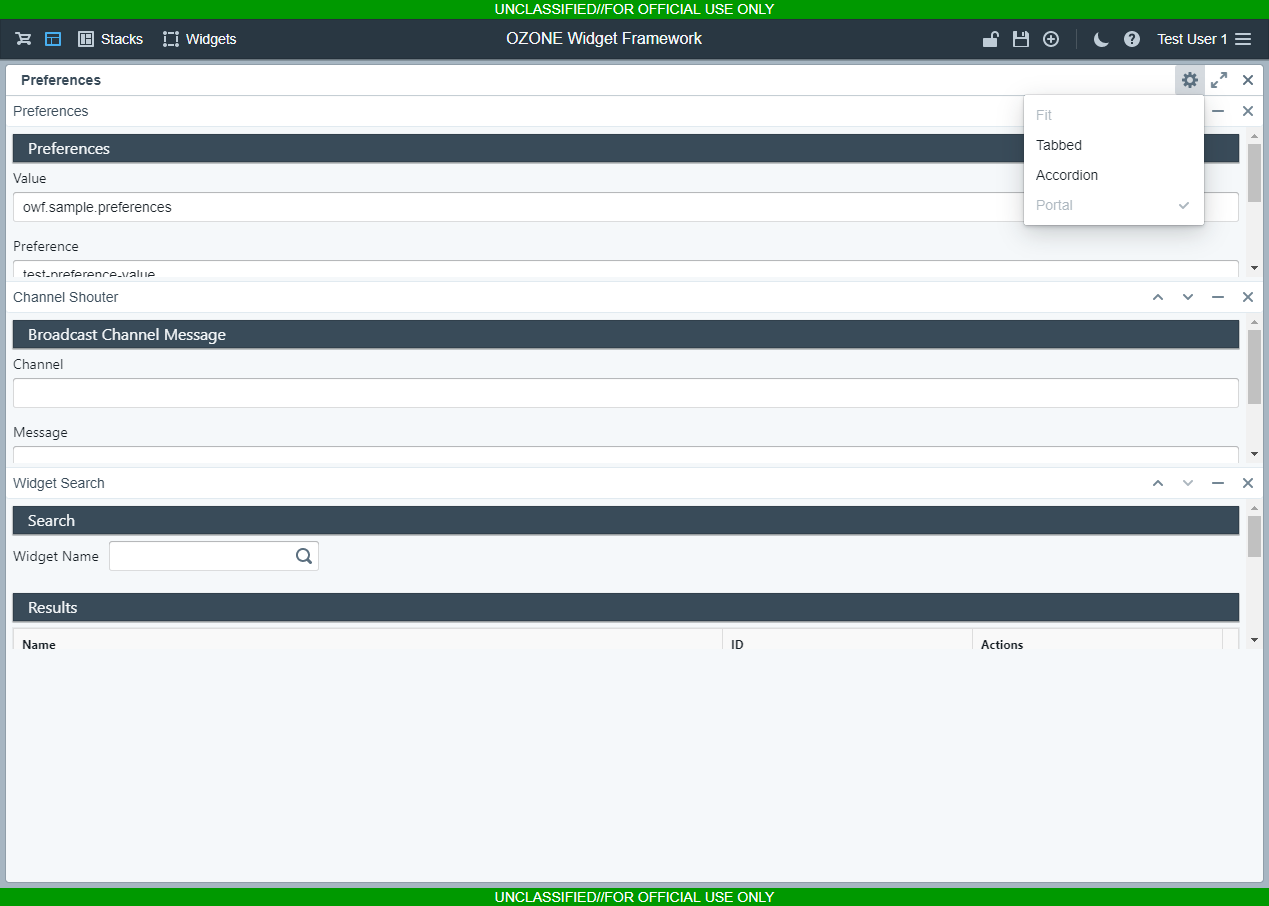 UNCLASSIFIED//FOR OFFICIAL USE ONLY
Stacks Widgets OZONE Widget Framework Test User 1
Preferences
Preferences
Fit
Tabbed
Accordion
Portal
Preferences
Value
owf.sample.preferences
Preference
test-preference-value
Channel Shouter
Broadcast Channel Message
Channel
Message
Widget Search
Search
Widget Name
Results
Name ID Actions
UNCLASSIFIED//FOR OFFICIAL USE ONLY